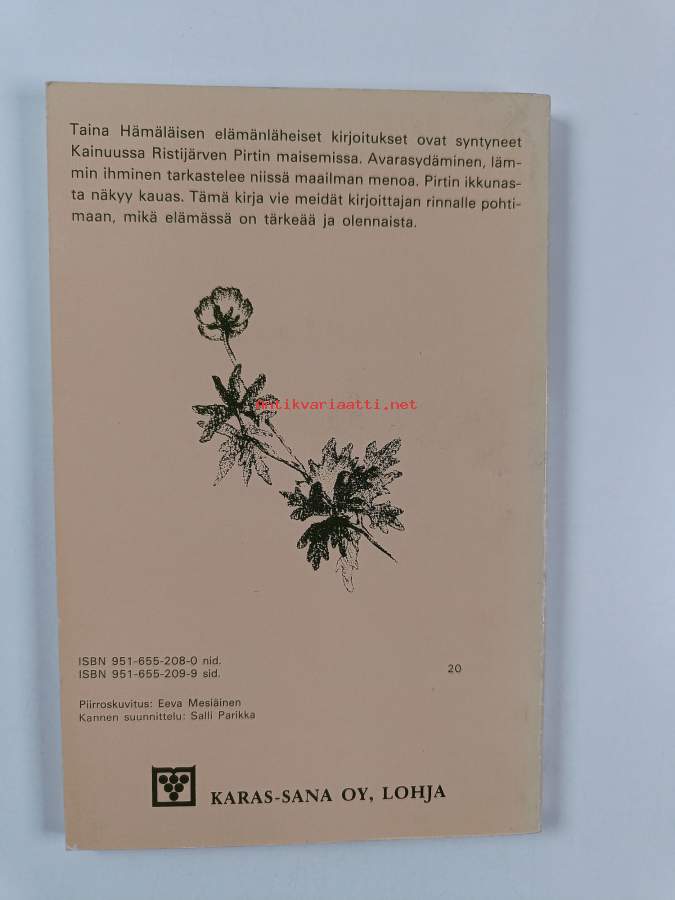 Taina Hämäläisen elämänläheiset kirjoitukset ovat syntyneet
Kainuussa Ristijärven Pirtin maisemissa. Avarasydäminen, läm-
min ihminen tarkastelee niissä maailman menoa. Pirtin ikkunas-
ta näkyy kauas. Tämä kirja vie meidät kirjoittajan rinnalle pohti-
maan, mikä elämässä on tärkeää ja olennaista.
Antikvariaatti.net
ISBN 951-655-208-0 nid.
ISBN 951-655-209-9 sid.
20
Piirroskuvitus: Eeva Mesiäinen
Kannen suunnittelu: Salli Parikka
KARAS-SANA OY, LOHJA